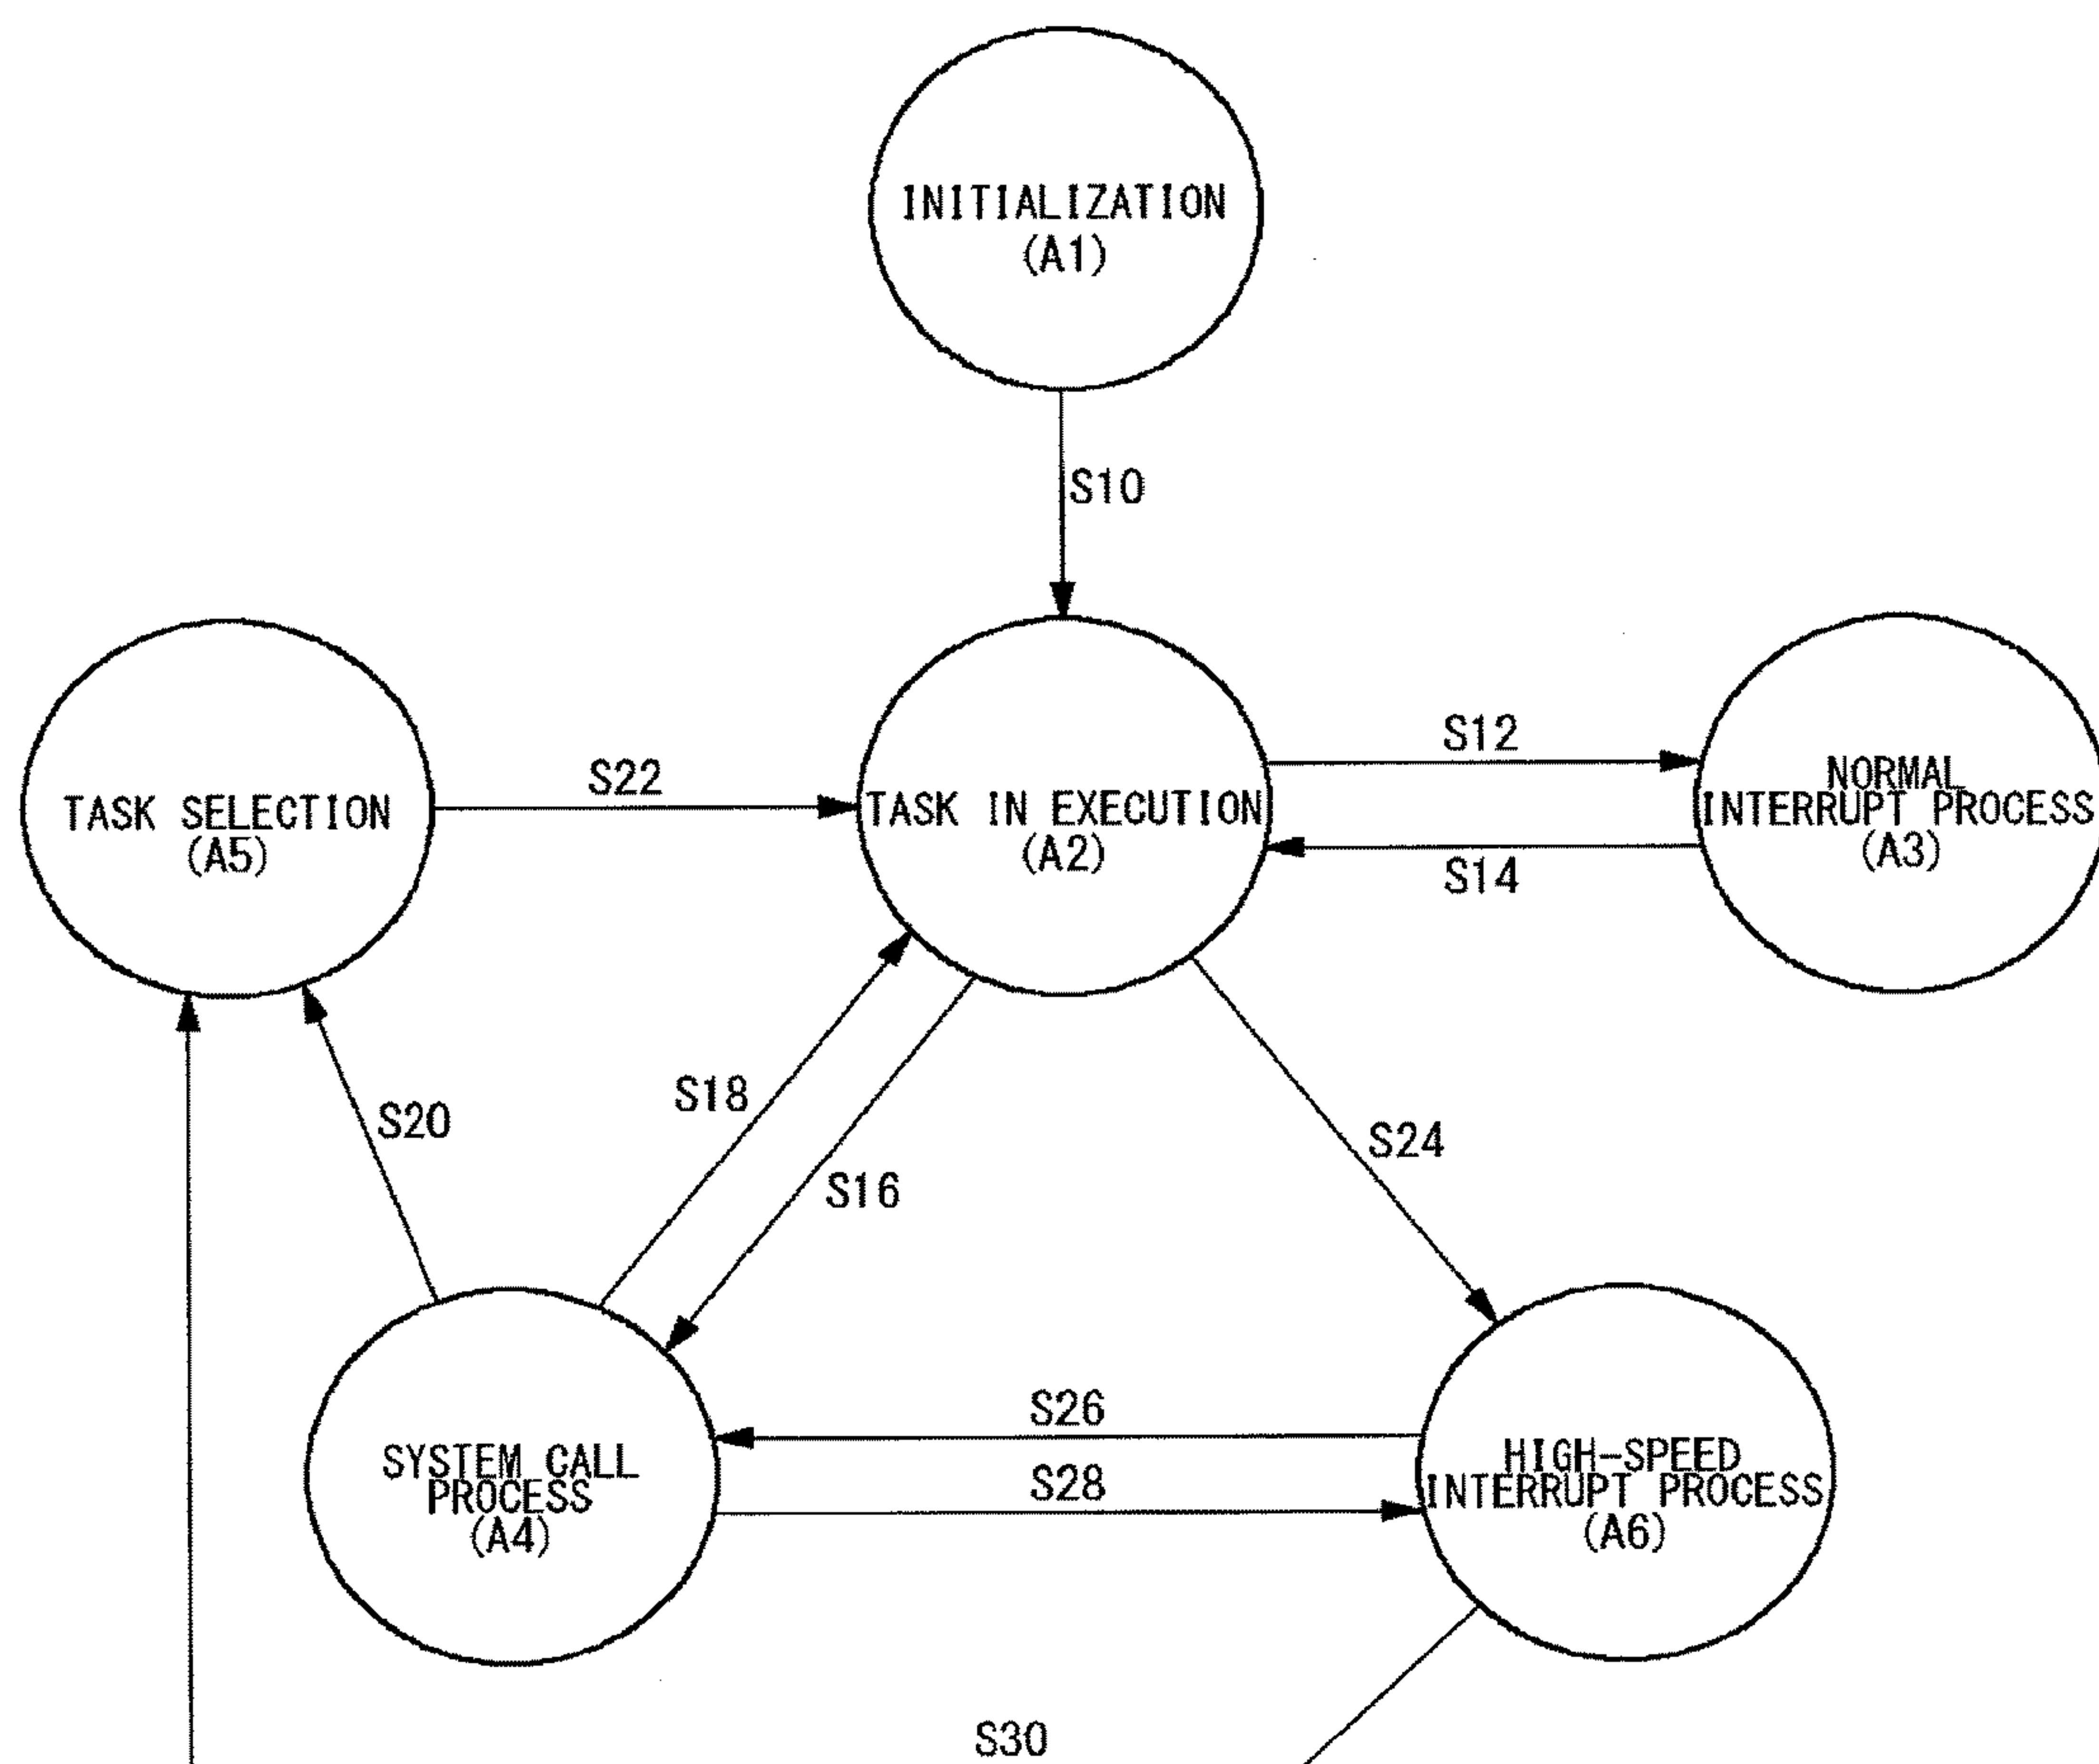 INITIALIZATION
(A1)
S10
TASK SELECTION
(A5)
S22
TASK IN EXECUTION
(A2)
S12
S14
NORMAL
INTERRUPT PROCESS
(A3)
S20
S18
S16
S24
SYSTEM CALL
PROCESS
(A4)
S26
S28
HIGH-SPEED
INTERRUPT PROCESS
(A6)
S30